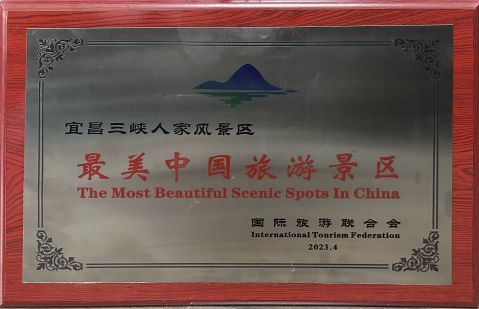 宜昌三峡人家风景区
最美中国旅游景区
The Most Beautiful Scenic Spots In China
国际旅游联合会
International Tourism Federation
2023.4